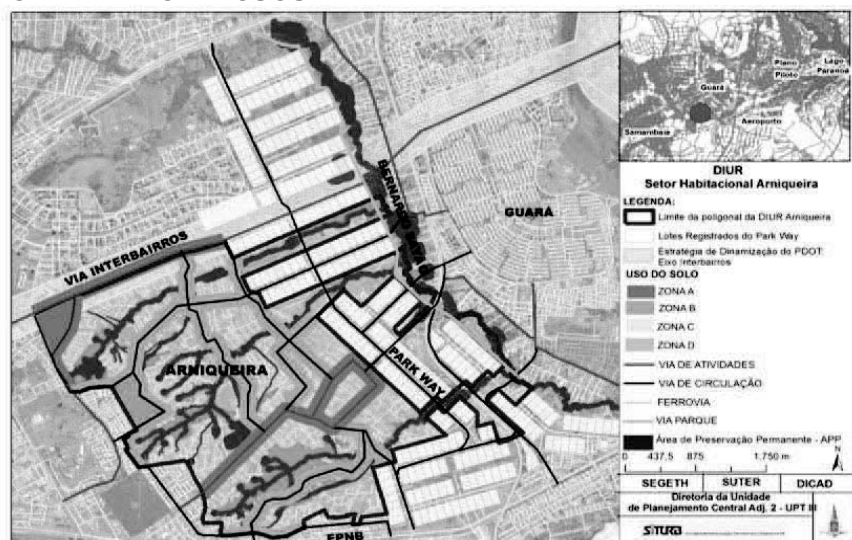 VIA INTERBAIRROS
GUARÁ
ARNIQUEIRA
PARK WAY
EPNB
Plano
Piloto
Lago
Paranoá
Guará
Aeroporto
Samambaia
DIUR
Setor Habitacional Arniqueira
LEGENDA:
Limite da poligonal da DIUR Arniqueira
Lotes Registrados do Park Way
Estratégia de Dinamização do PDOT:
Eixo Interbairros
USO DO SOLO
ZONA A
ZONA B
ZONA C
ZONA D
VIA DE ATIVIDADES
VIA DE CIRCULAÇÃO
FERROVIA
VIA PARQUE
Área de Preservação Permanente - APP
N
0 437,5 875 1.750 m
SEGETH SUTER DICAD
Diretoria da Unidade
de Planejamento Central Adj. 2 - UPT III